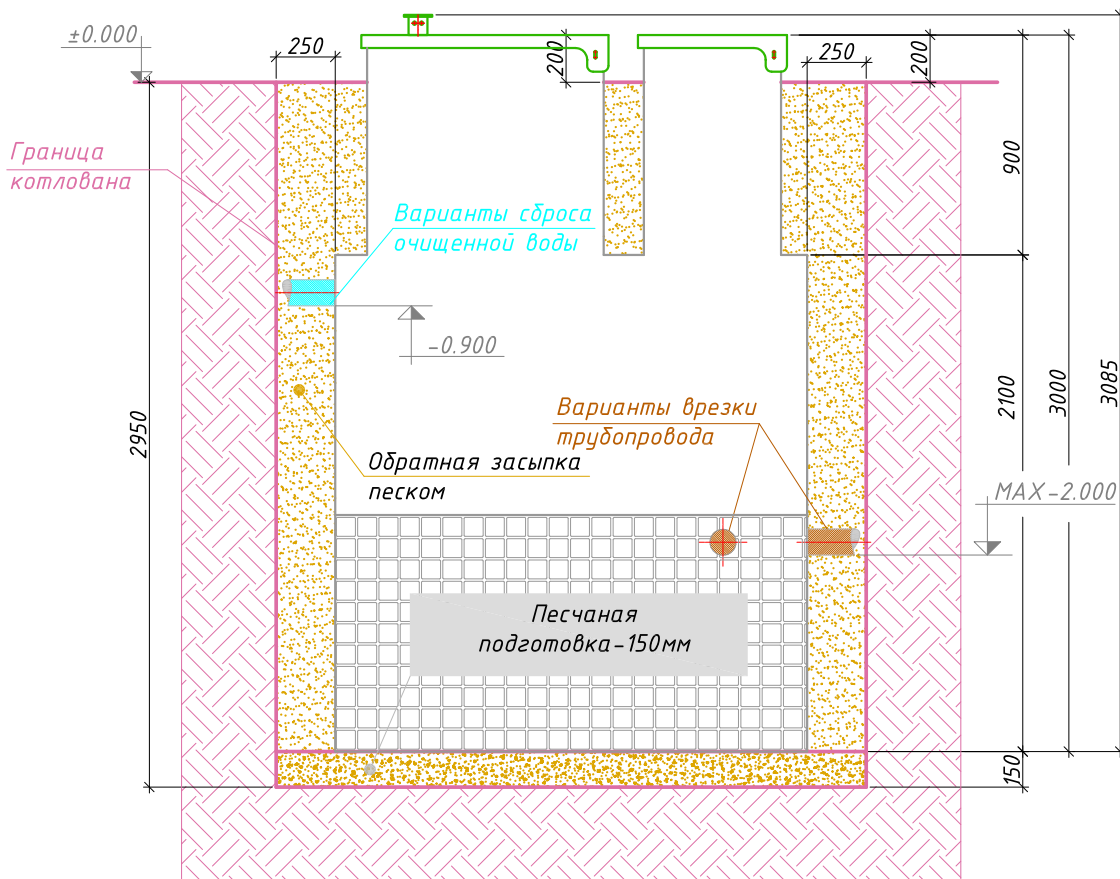 ±0.000
250
200
250
200
Граница
котлована
900
Варианты сброса
очищенной воды
-0.900
2950
2100
3000
3085
Варианты врезки
трубопровода
Обратная засыпка
песком
MAX-2.000
Песчаная
подготовка-150мм
150